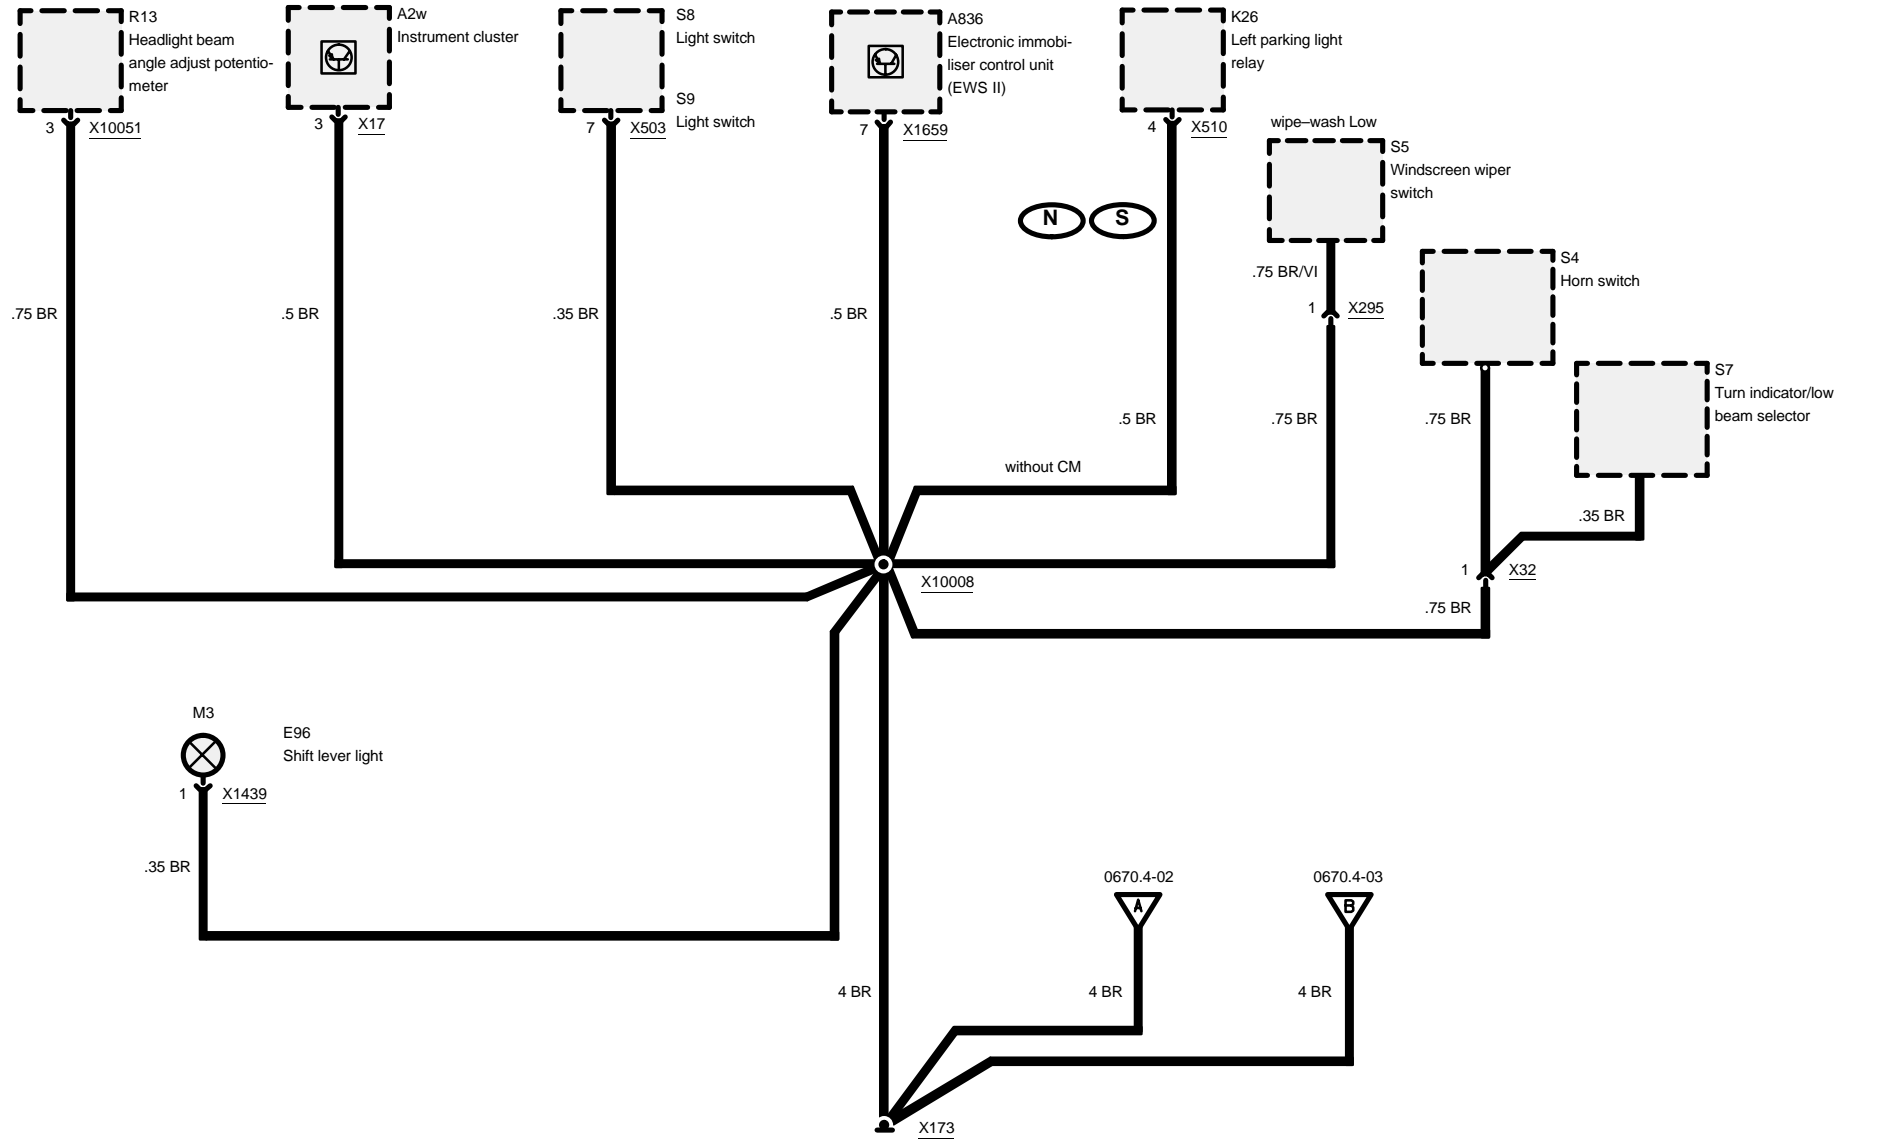 R13
Headlight beam
angle adjust potentio-
meter
3 X10051
A2w
Instrument cluster
3 X17
S8
Light switch
S9
Light switch
7 X503
A836
Electronic immobi-
liser control unit
(EWS II)
7 X1659
K26
Left parking light
relay
4 X510
wipe–wash Low
S5
Windscreen wiper
switch
N S
.75 BR/VI
1 X295
S4
Horn switch
.75 BR
.5 BR
.35 BR
.5 BR
S7
Turn indicator/low
beam selector
.5 BR
.75 BR
.75 BR
without CM
.35 BR
1 X32
X10008
.75 BR
M3
E96
Shift lever light
1 X1439
.35 BR
0670.4-02
A
0670.4-03
B
4 BR
4 BR
4 BR
X173